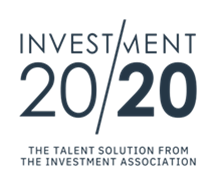 INVESTMENT
20/20
THE TALENT SOLUTION FROM
THE INVESTMENT ASSOCIATION